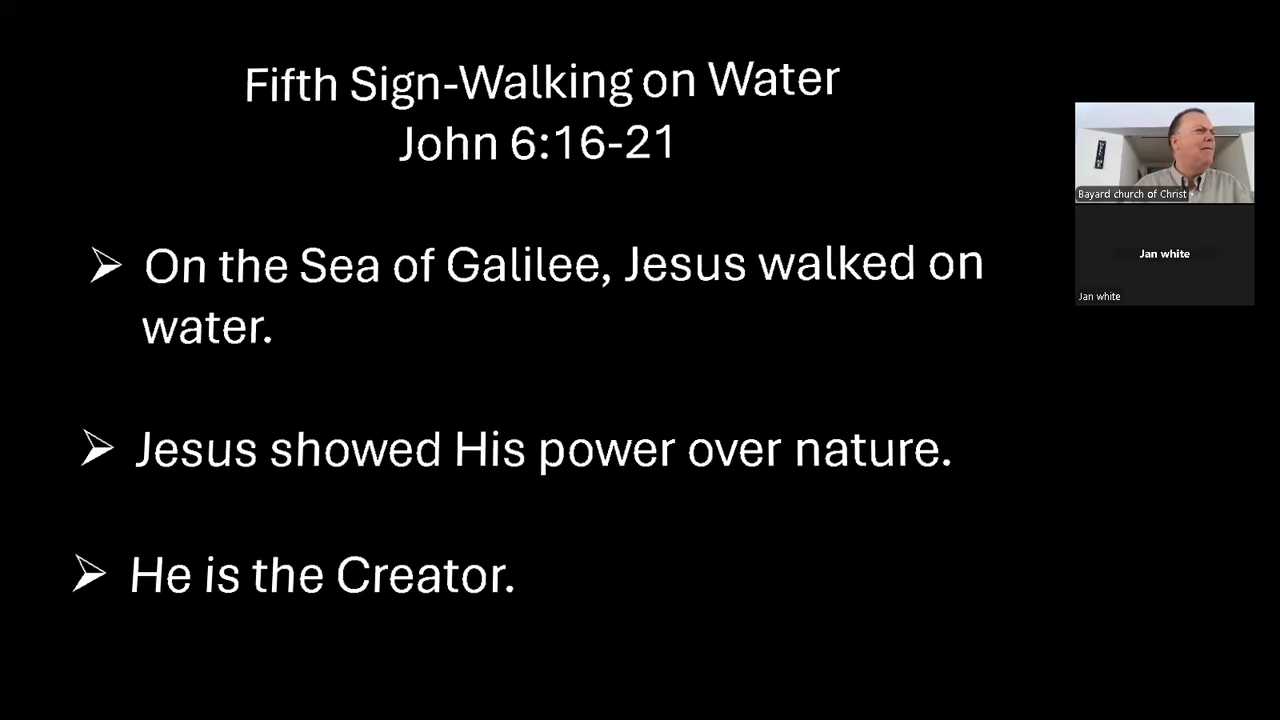 Fifth Sign-Walking on Water
John 6:16-21
➢ On the Sea of Galilee, Jesus walked on
water.
➢ Jesus showed His power over nature.
➢ He is the Creator.
Bayard church of Christ
Jan white
Jan white